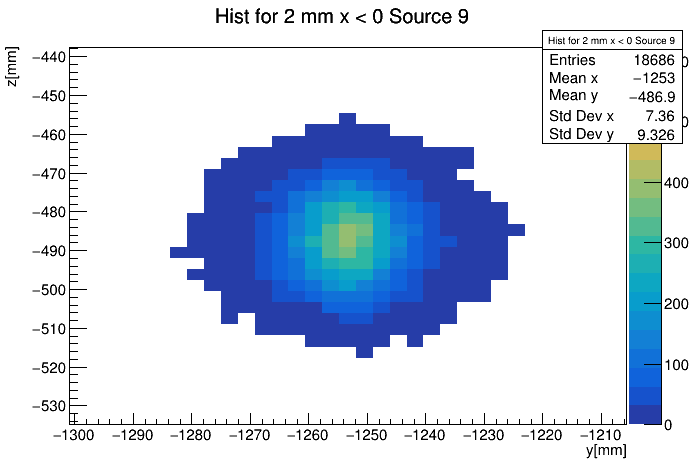 Hist for 2 mm x < 0 Source 9
Hist for 2 mm x < 0 Source 9
Entries 18686
Mean x −1253
Mean y −486.9
Std Dev x 7.36
Std Dev y 9.326
z[mm]
−440
−450
−460
−470
−480
−490
−500
−510
−520
−530
−1300 −1290 −1280 −1270 −1260 −1250 −1240 −1230 −1220 −1210
y[mm]
0
0
400
300
200
100
0